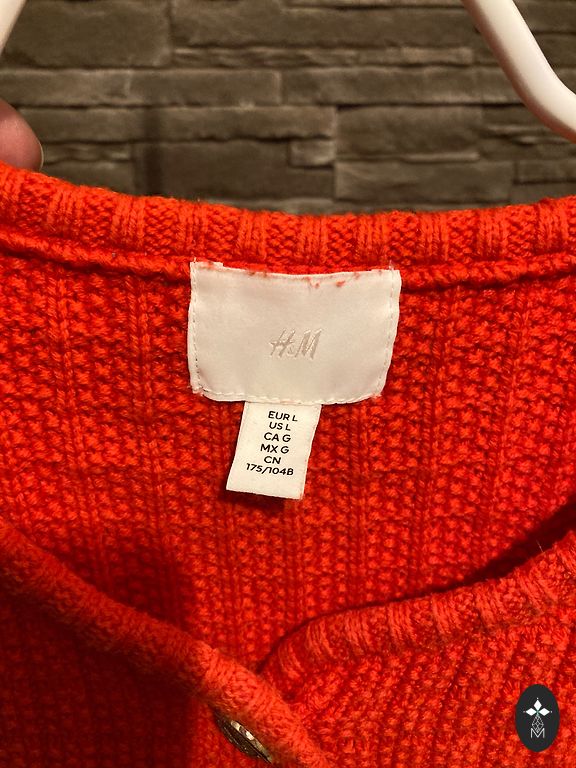 H&M
EUR L
US L
CA G
MX G
CN
175/104B
M